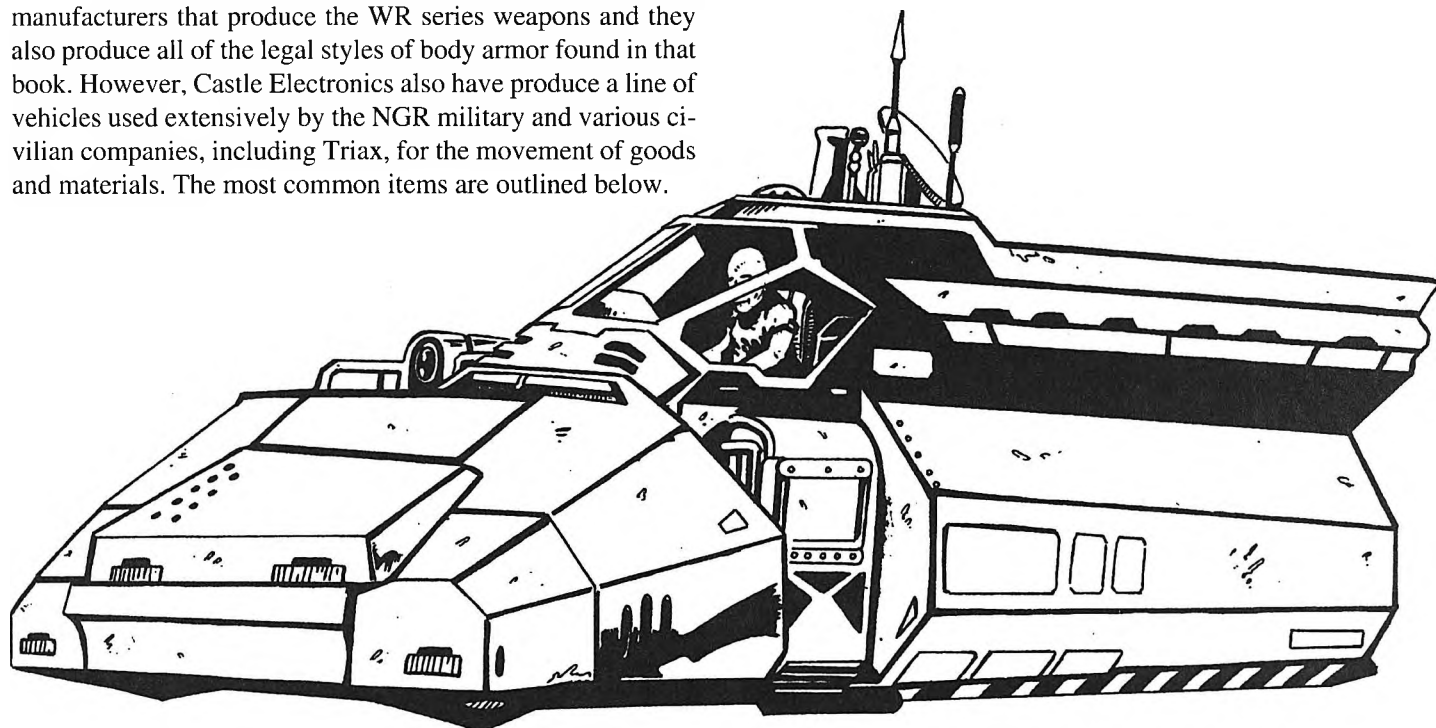 manufacturers that produce the WR series weapons and they
also produce all of the legal styles of body armor found in that
book. However, Castle Electronics also have produce a line of
vehicles used extensively by the NGR military and various ci-
vilian companies, including Triax, for the movement of goods
and materials. The most common items are outlined below.